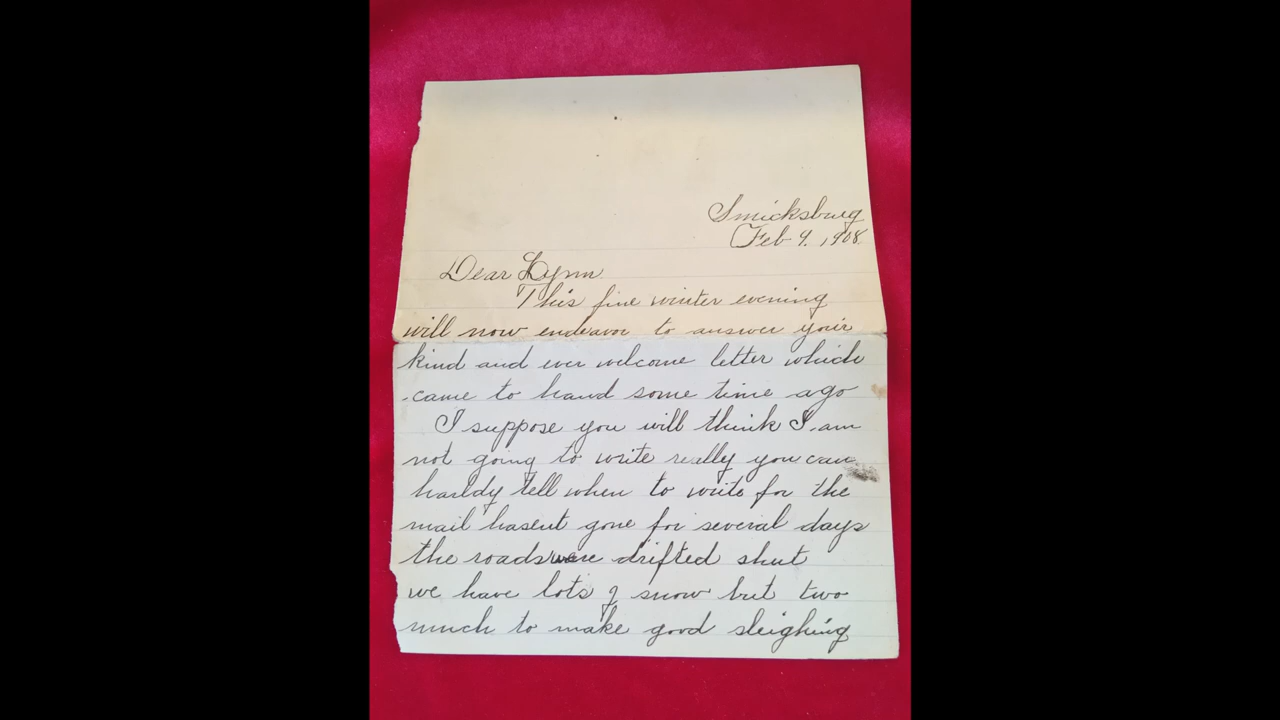 Smicksburg
Feb 9. 1908.
Dear Lynn
This fine winter evening
will now endeavor to answer your
kind and ever welcome letter which
came to hand some time ago
I suppose you will think I am
not going to write really you can
harldy tell when to write for the
mail hasent gone for several days
the roads were drifted shut
we have lots of snow but two
much to make good sleighing